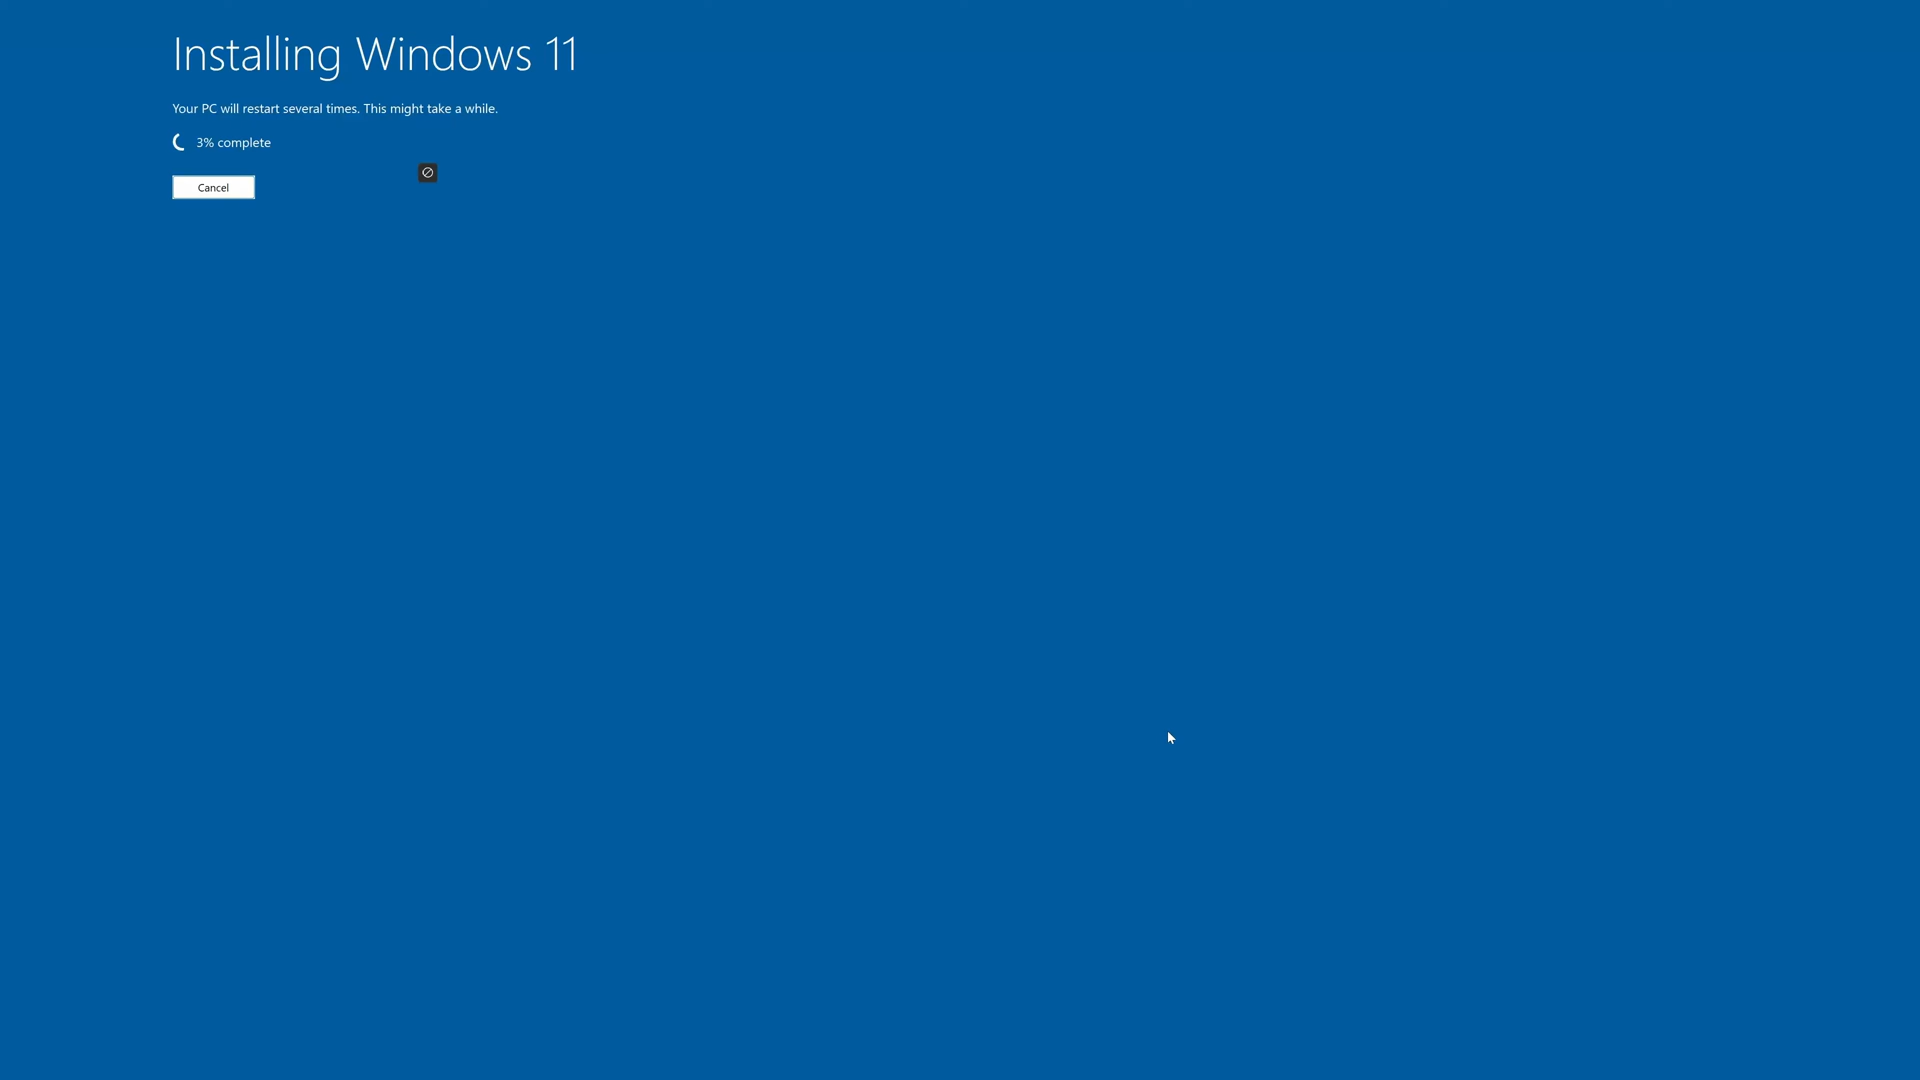 Installing Windows 11
Your PC will restart several times. This might take a while.
3% complete
Cancel